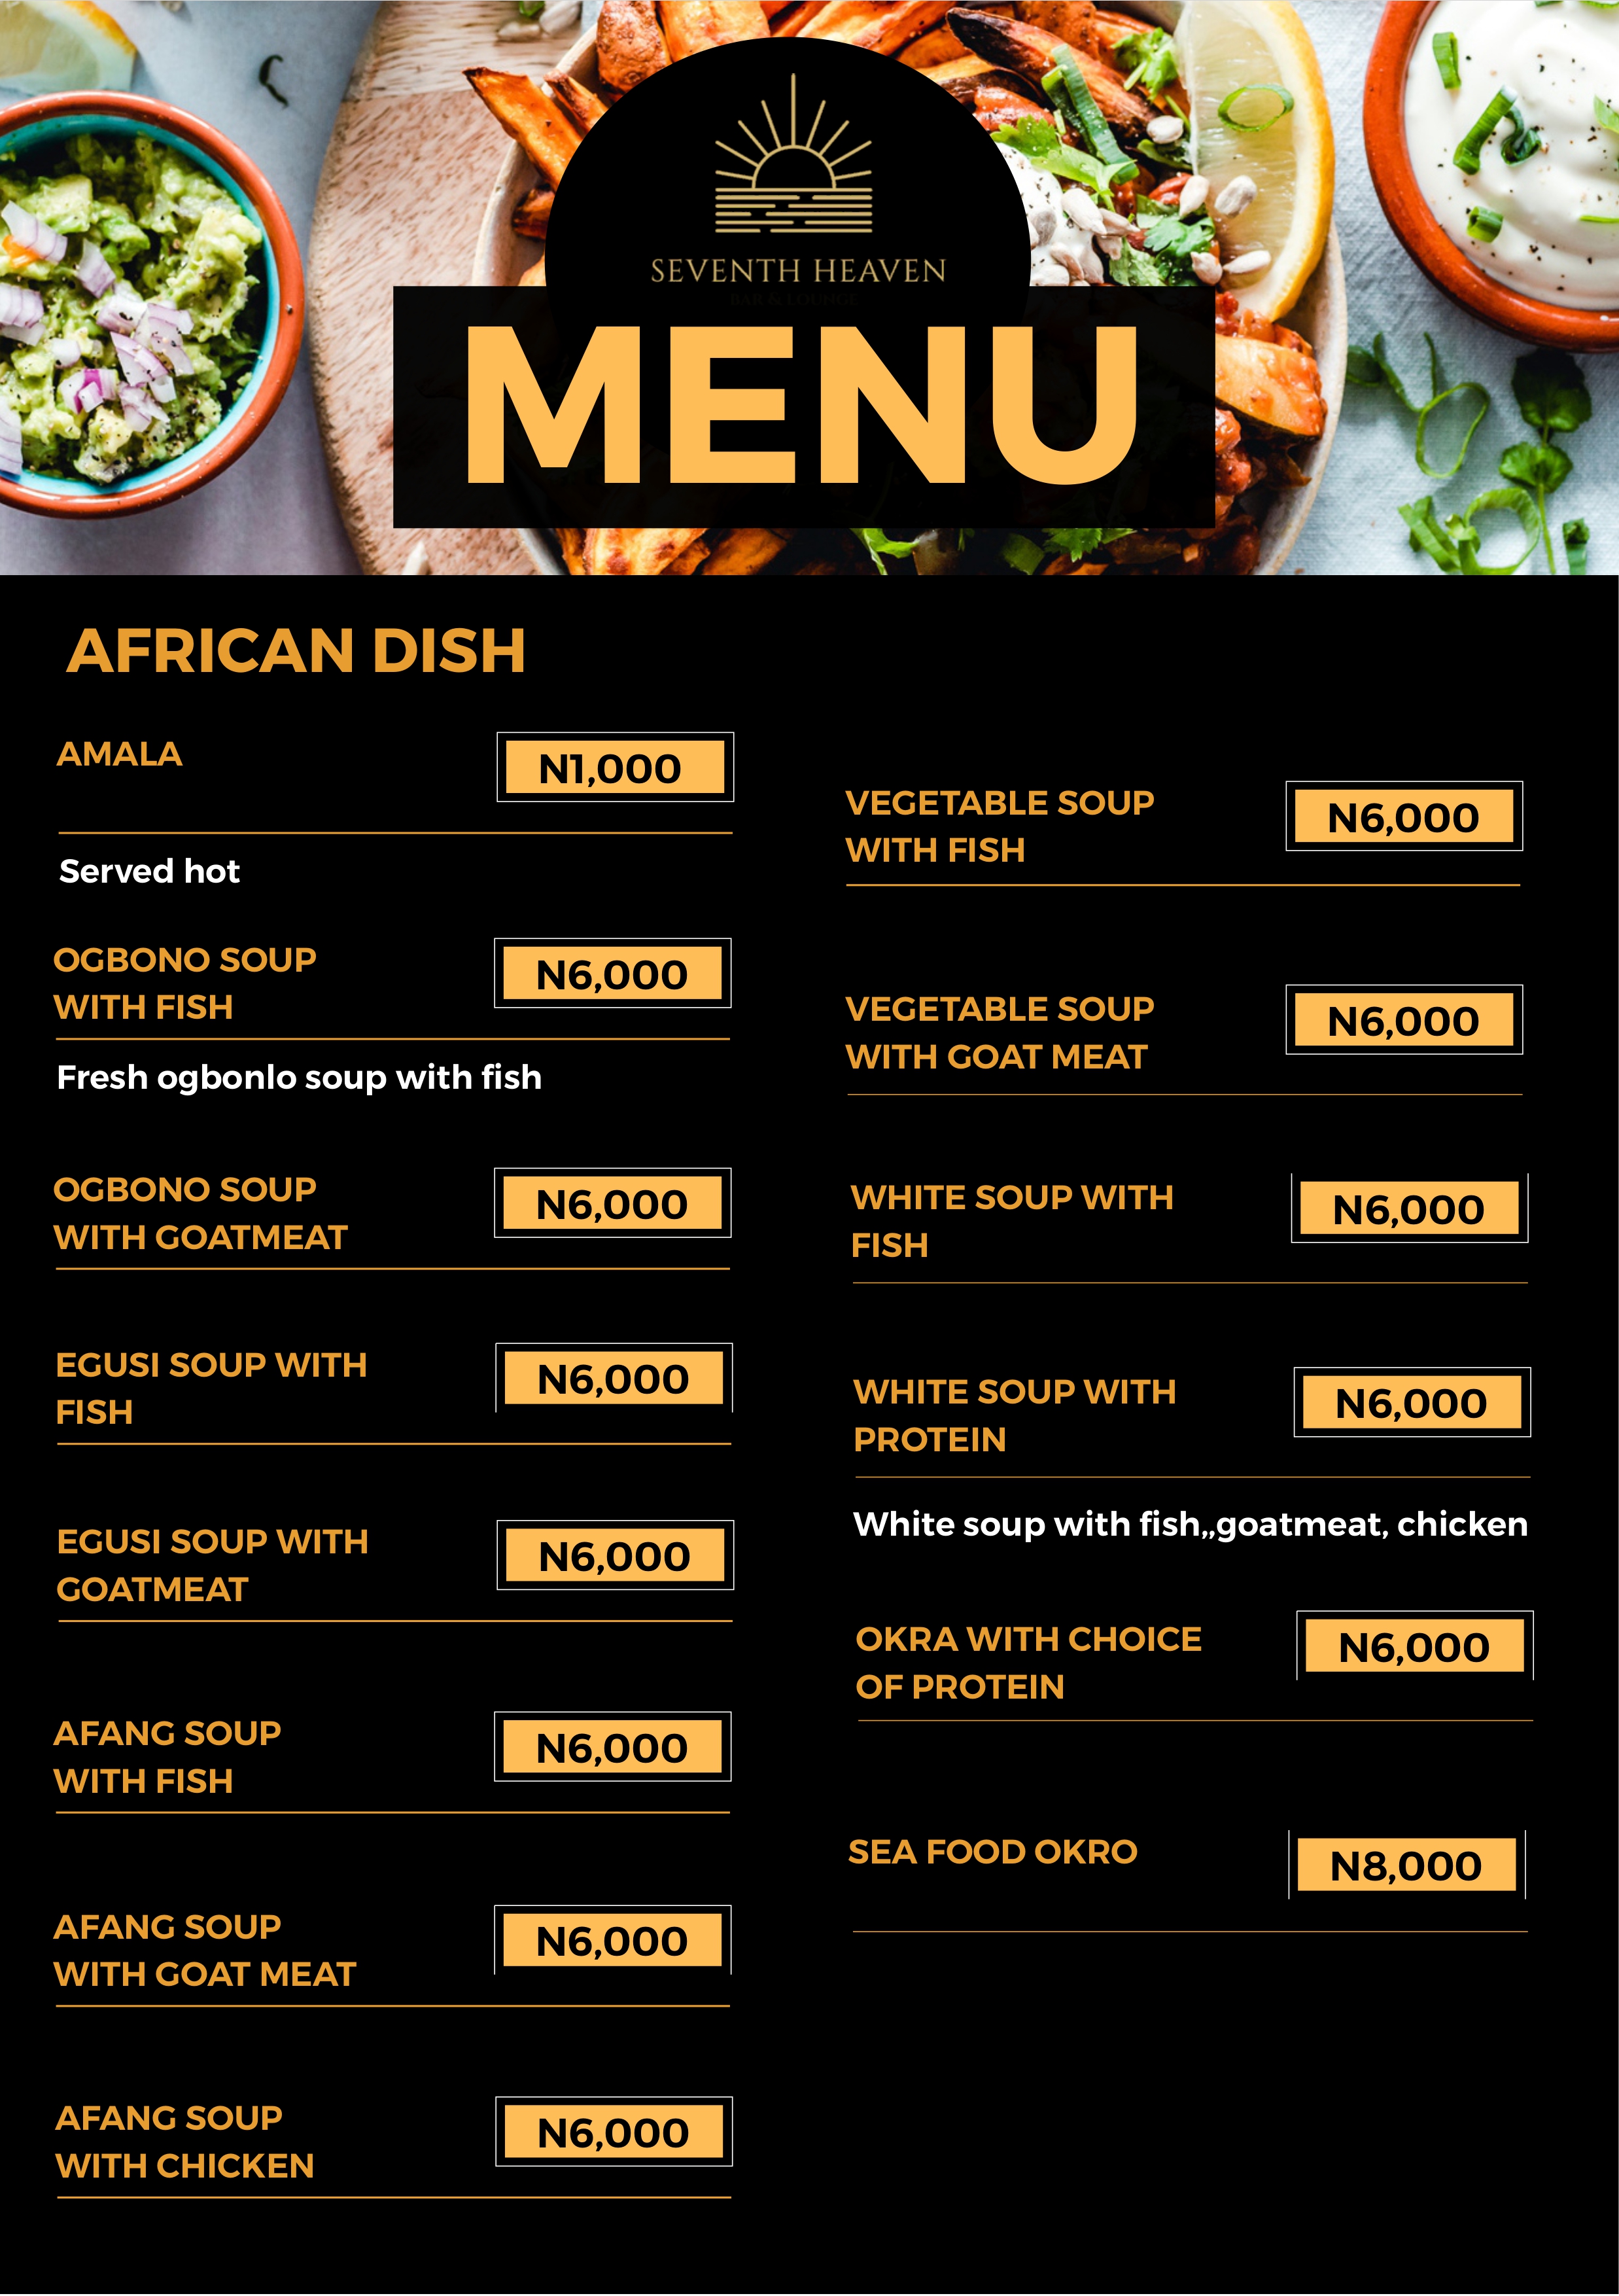 SEVENTH HEAVEN
BAR & LOUNGE
MENU
AFRICAN DISH
AMALA
N1,000
Served hot
OGBONO SOUP
WITH FISH
N6,000
Fresh ogbonlo soup with fish
OGBONO SOUP
WITH GOATMEAT
N6,000
EGUSI SOUP WITH
FISH
N6,000
EGUSI SOUP WITH
GOATMEAT
N6,000
AFANG SOUP
WITH FISH
N6,000
AFANG SOUP
WITH GOAT MEAT
N6,000
AFANG SOUP
WITH CHICKEN
N6,000
VEGETABLE SOUP
WITH FISH
N6,000
VEGETABLE SOUP
WITH GOAT MEAT
N6,000
WHITE SOUP WITH
FISH
N6,000
WHITE SOUP WITH
PROTEIN
N6,000
White soup with fish,,goatmeat, chicken
OKRA WITH CHOICE
OF PROTEIN
N6,000
SEA FOOD OKRO
N8,000